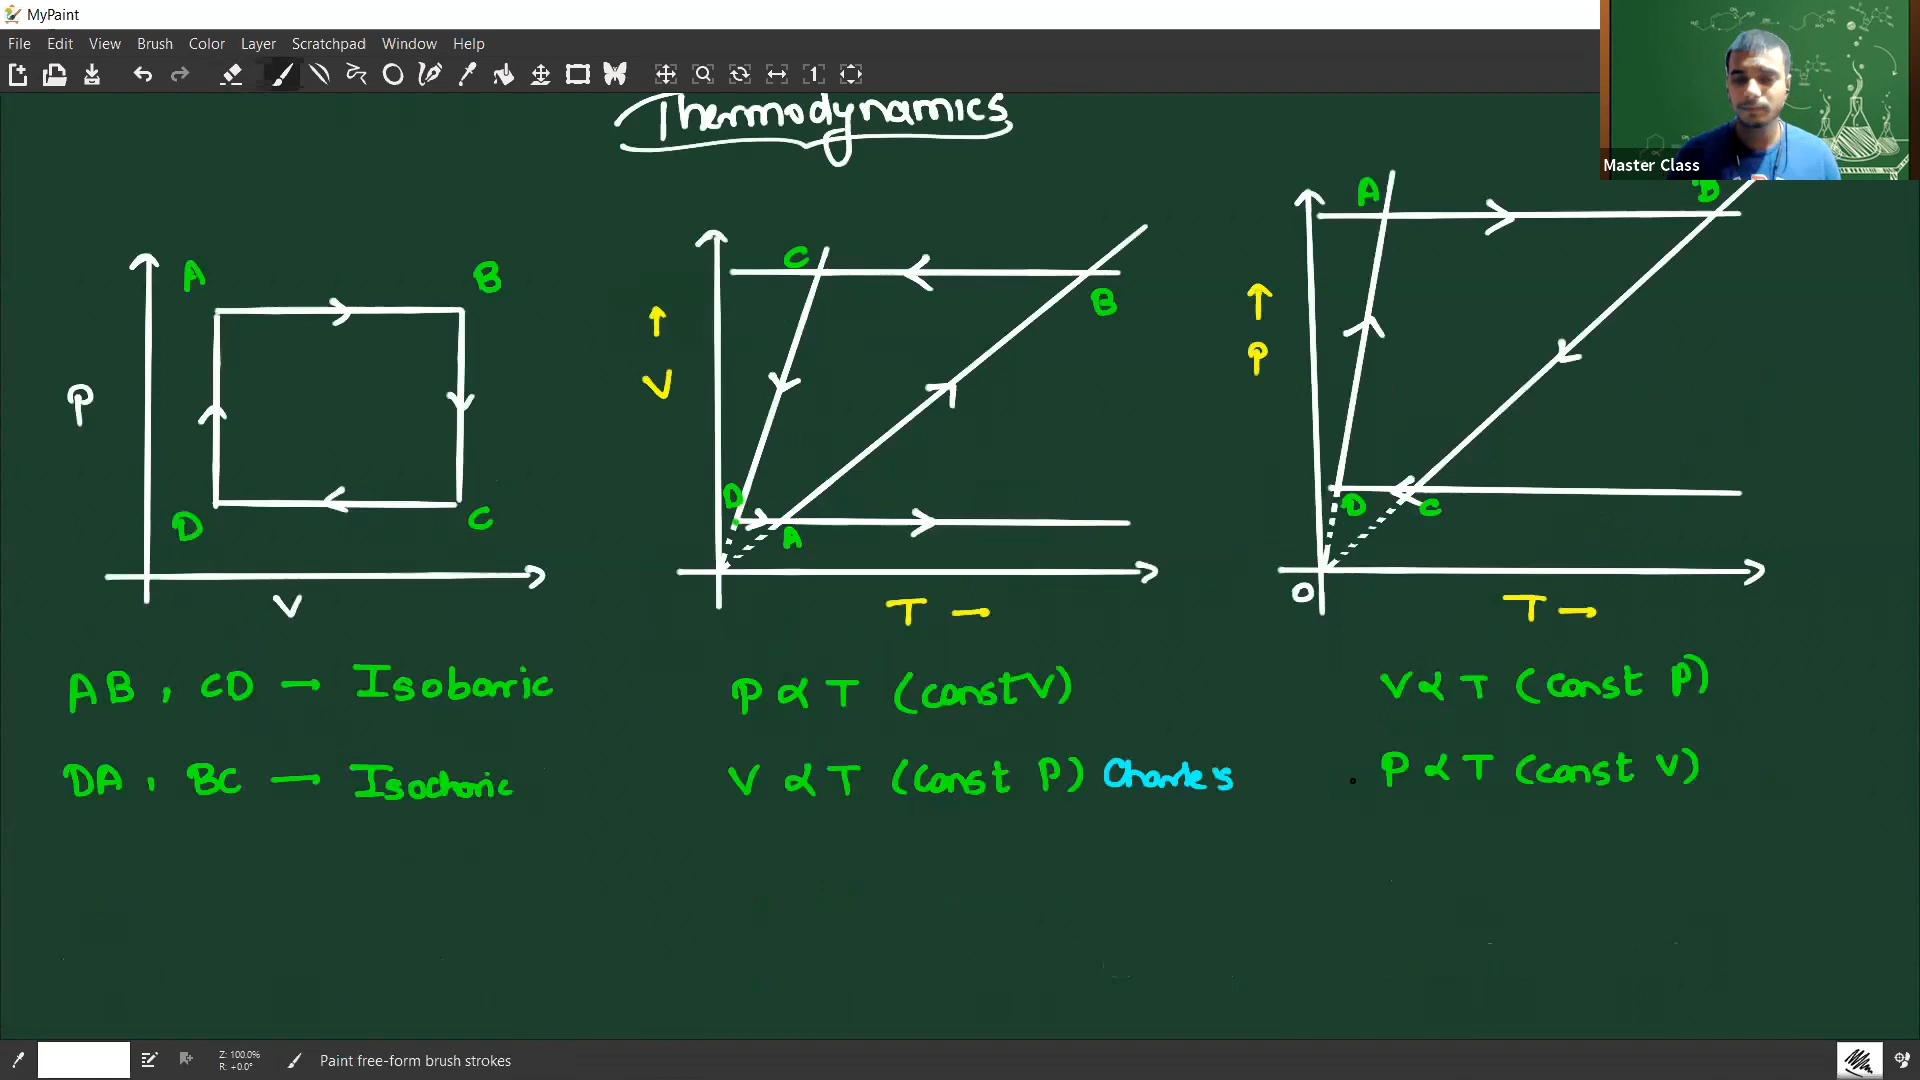 MyPaint
File Edit View Brush Color Layer Scratchpad Window Help
Master Class
Thermodynamics
A B
P
D C
V
C
B
↑
V
D
A
T →
A B
↑
P
D C
O
T →
AB , CD → Isobaric
DA , BC → Isochoric
P ∝ T (const V)
V ∝ T (const P) Charle's
V ∝ T (const P)
P ∝ T (const V)
Z: 100.0%
R: +0.0°
Paint free-form brush strokes